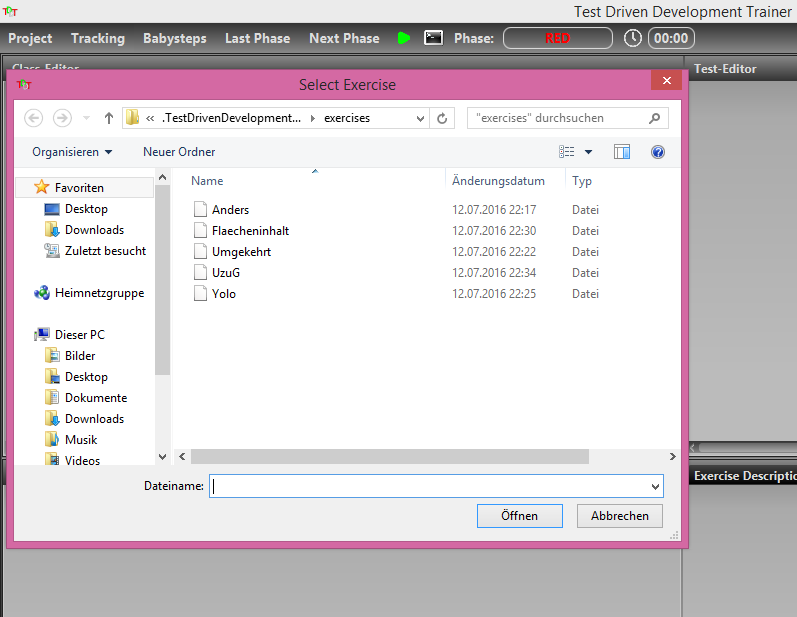 TDT Test Driven Development Trainer
Project Tracking Babysteps Last Phase Next Phase Phase: RED 00:00
Class-Editor Test-Editor
TDT Select Exercise
« .TestDrivenDevelopment... exercises "exercises" durchsuchen
Organisieren Neuer Ordner
Name Änderungsdatum Typ
Favoriten
Desktop
Downloads
Zuletzt besucht
Heimnetzgruppe
Dieser PC
Bilder
Desktop
Dokumente
Downloads
Musik
Videos
Anders 12.07.2016 22:17 Datei
Flaecheninhalt 12.07.2016 22:30 Datei
Umgekehrt 12.07.2016 22:22 Datei
UzuG 12.07.2016 22:34 Datei
Yolo 12.07.2016 22:25 Datei
Dateiname:
Öffnen Abbrechen
Exercise Descriptio